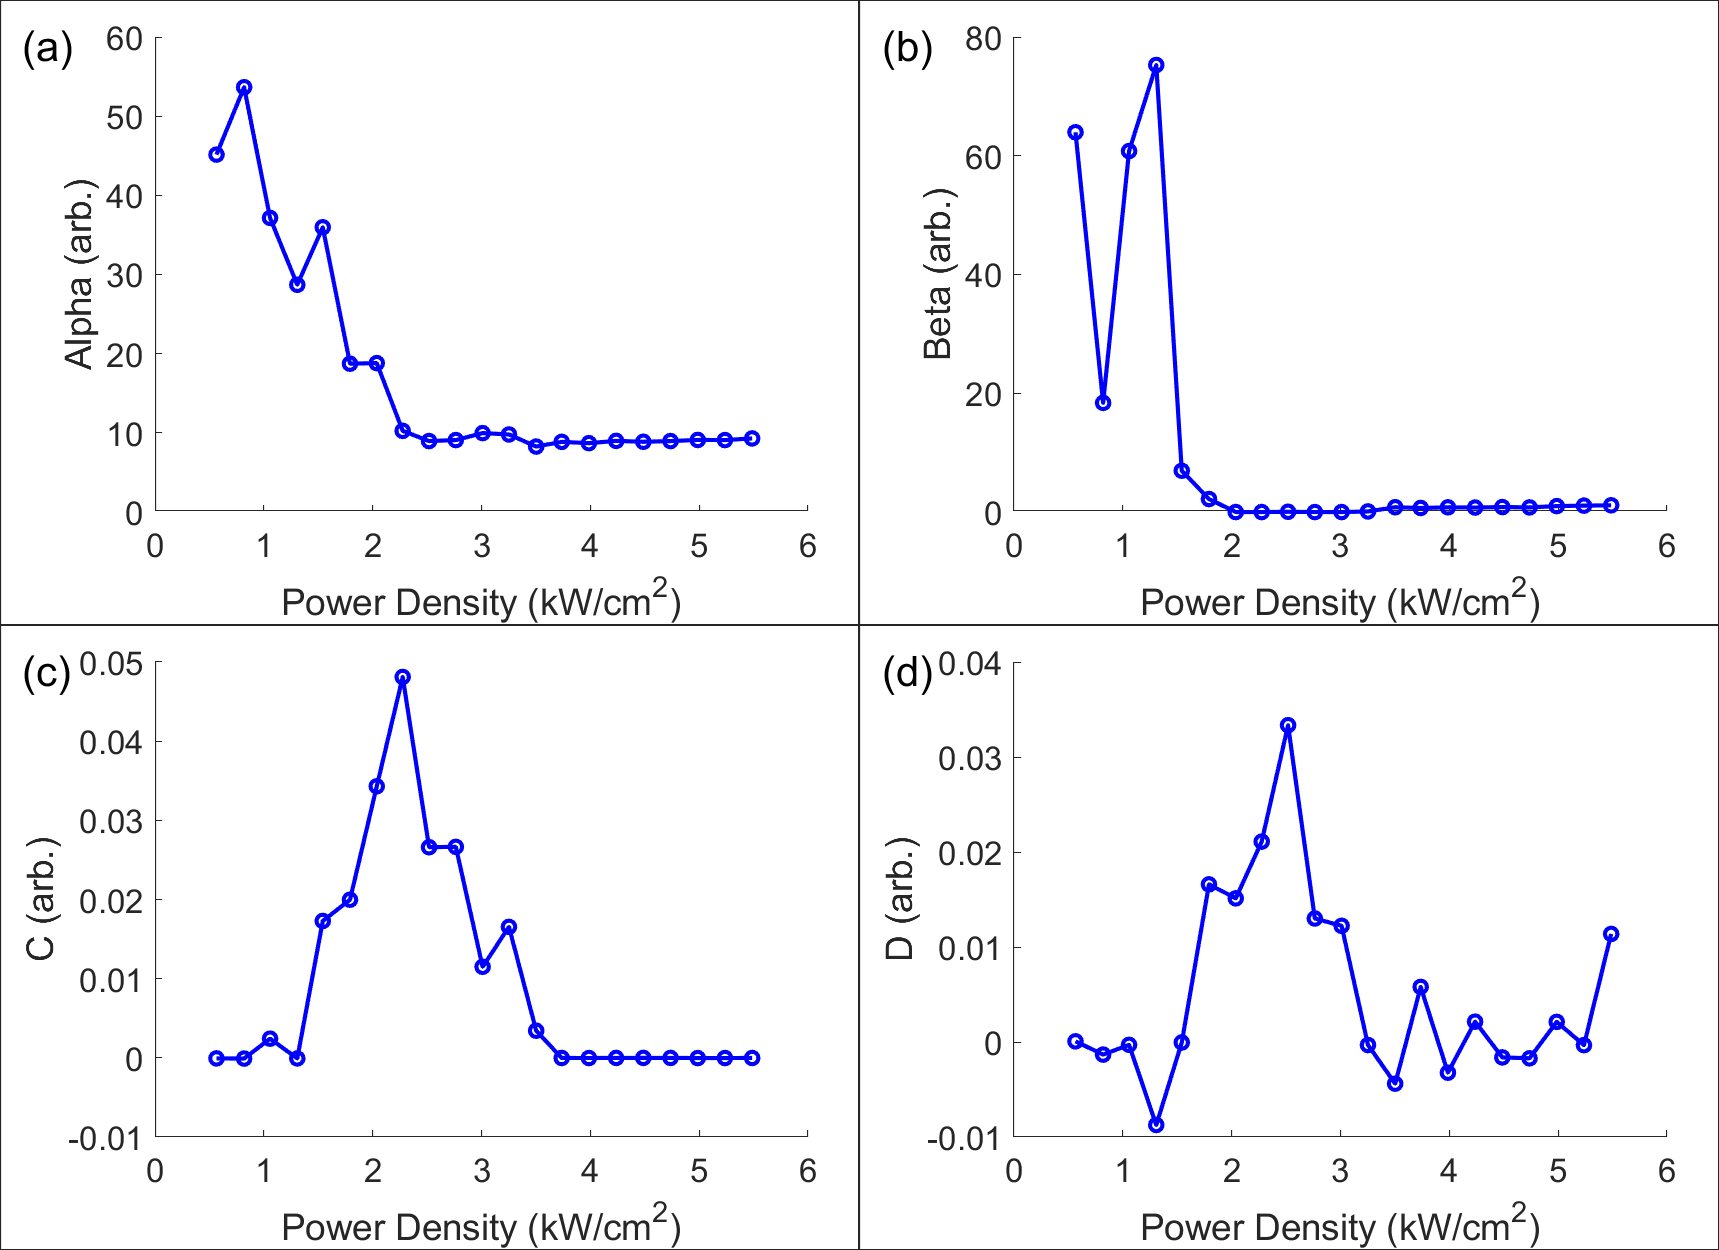 (a)
60
50
40
30
20
10
0
Alpha (arb.)
0 1 2 3 4 5 6
Power Density (kW/cm²)
(b)
80
60
40
20
0
Beta (arb.)
0 1 2 3 4 5 6
Power Density (kW/cm²)
(c)
0.05
0.04
0.03
0.02
0.01
0
-0.01
C (arb.)
0 1 2 3 4 5 6
Power Density (kW/cm²)
(d)
0.04
0.03
0.02
0.01
0
-0.01
D (arb.)
0 1 2 3 4 5 6
Power Density (kW/cm²)